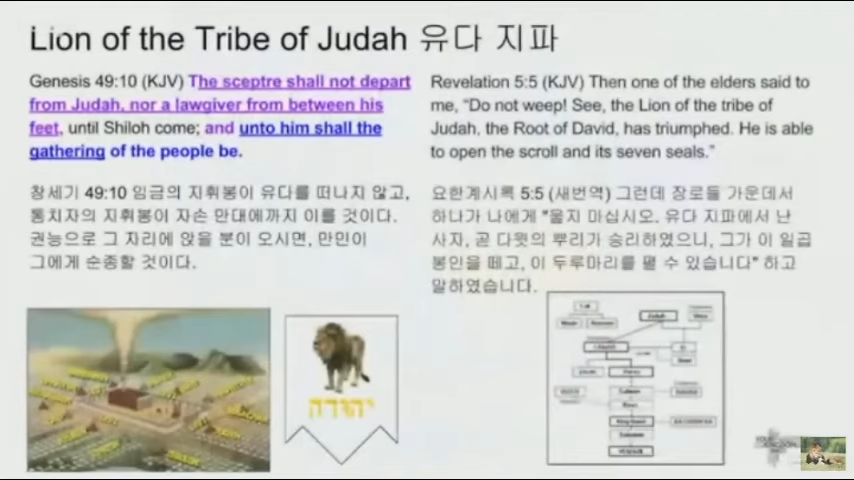 Lion of the Tribe of Judah 유다 지파
Genesis 49:10 (KJV) The sceptre shall not depart
from Judah, nor a lawgiver from between his
feet, until Shiloh come; and unto him shall the
gathering of the people be.
창세기 49:10 임금의 지휘봉이 유다를 떠나지 않고,
통치자의 지휘봉이 자손 만대에까지 이를 것이다.
권능으로 그 자리에 앉을 분이 오시면, 만민이
그에게 순종할 것이다.
Revelation 5:5 (KJV) Then one of the elders said to
me, “Do not weep! See, the Lion of the tribe of
Judah, the Root of David, has triumphed. He is able
to open the scroll and its seven seals.”
요한계시록 5:5 (새번역) 그런데 장로들 가운데서
하나가 나에게 "울지 마십시오. 유다 지파에서 난
사자, 곧 다윗의 뿌리가 승리하였으니, 그가 이 일곱
봉인을 떼고, 이 두루마리를 펼 수 있습니다" 하고
말하였습니다.
יהודה
Judah